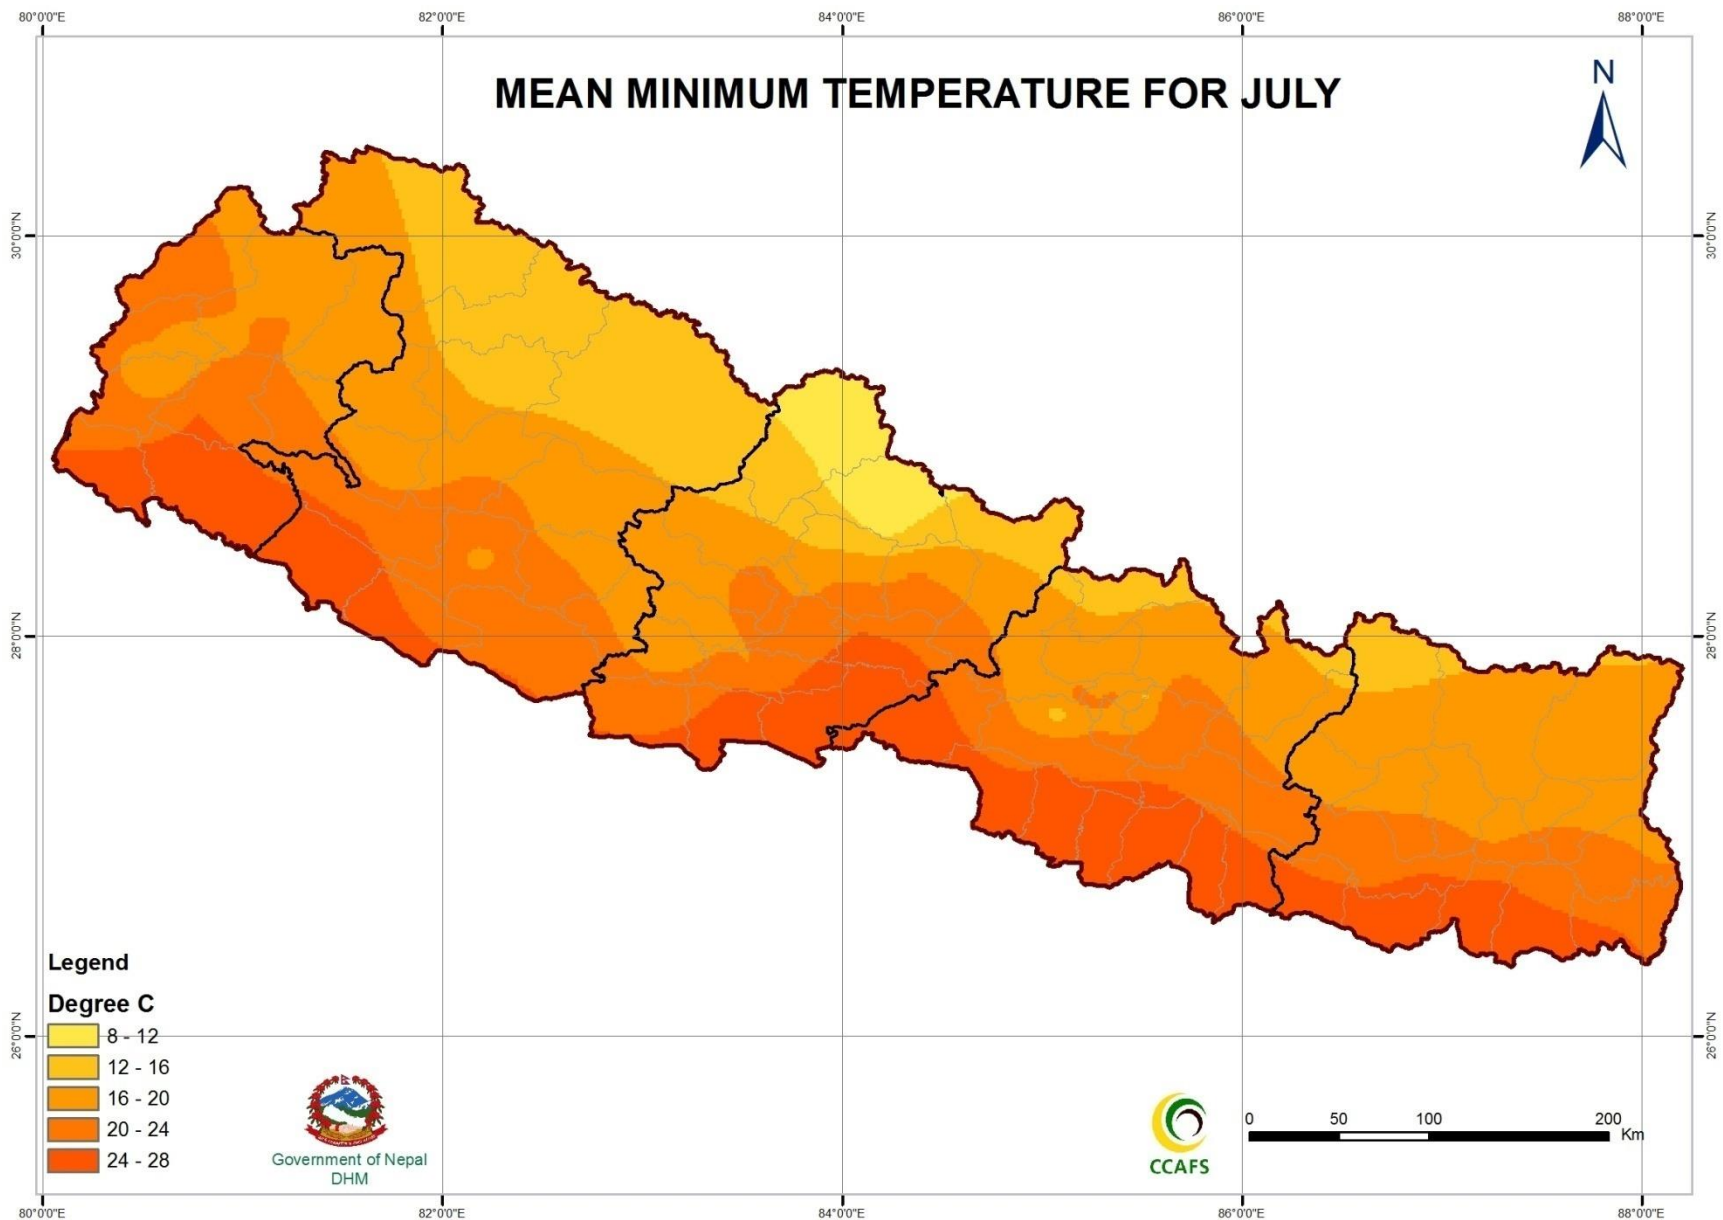 80°0'0"E 82°0'0"E 84°0'0"E 86°0'0"E 88°0'0"E
MEAN MINIMUM TEMPERATURE FOR JULY
N
30°0'0"N 30°0'0"N
28°0'0"N 28°0'0"N
26°0'0"N 26°0'0"N
Legend
Degree C
8 - 12
12 - 16
16 - 20
20 - 24
24 - 28
Government of Nepal
DHM
CCAFS
0 50 100 200
Km
80°0'0"E 82°0'0"E 84°0'0"E 86°0'0"E 88°0'0"E